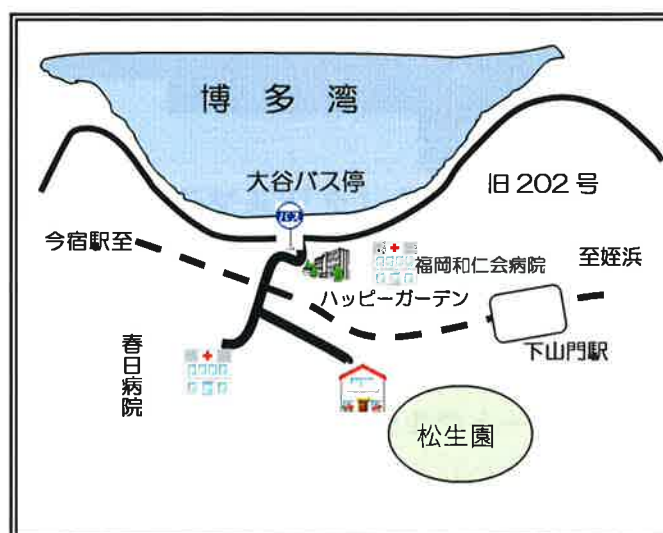 博多湾
大谷バス停
旧202号
今宿駅至
福岡和仁会病院
至姪浜
ハッピーガーデン
下山門駅
春日病院
松生園